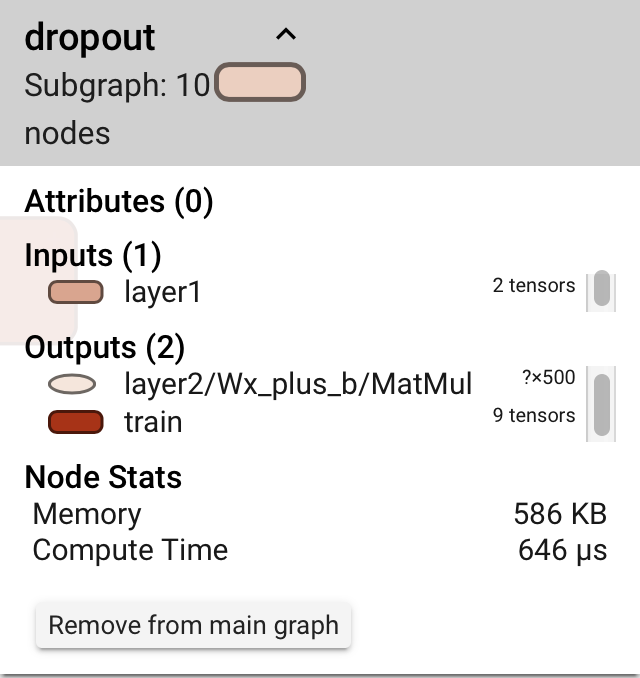 dropout
Subgraph: 10
nodes
Attributes (0)
Inputs (1)
layer1 2 tensors
Outputs (2)
layer2/Wx_plus_b/MatMul ?×500
train 9 tensors
Node Stats
Memory 586 KB
Compute Time 646 µs
Remove from main graph